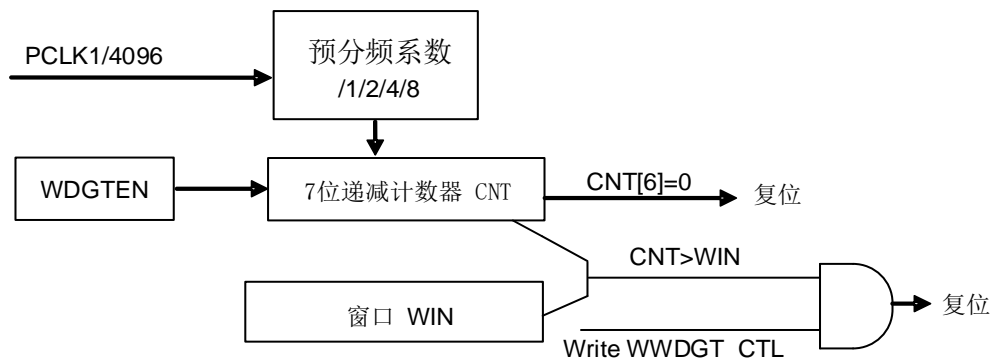 PCLK1/4096
预分频系数
/1/2/4/8
WDGTEN
7位递减计数器 CNT
CNT[6]=0
复位
CNT>WIN
窗口 WIN
复位
Write WWDGT_CTL